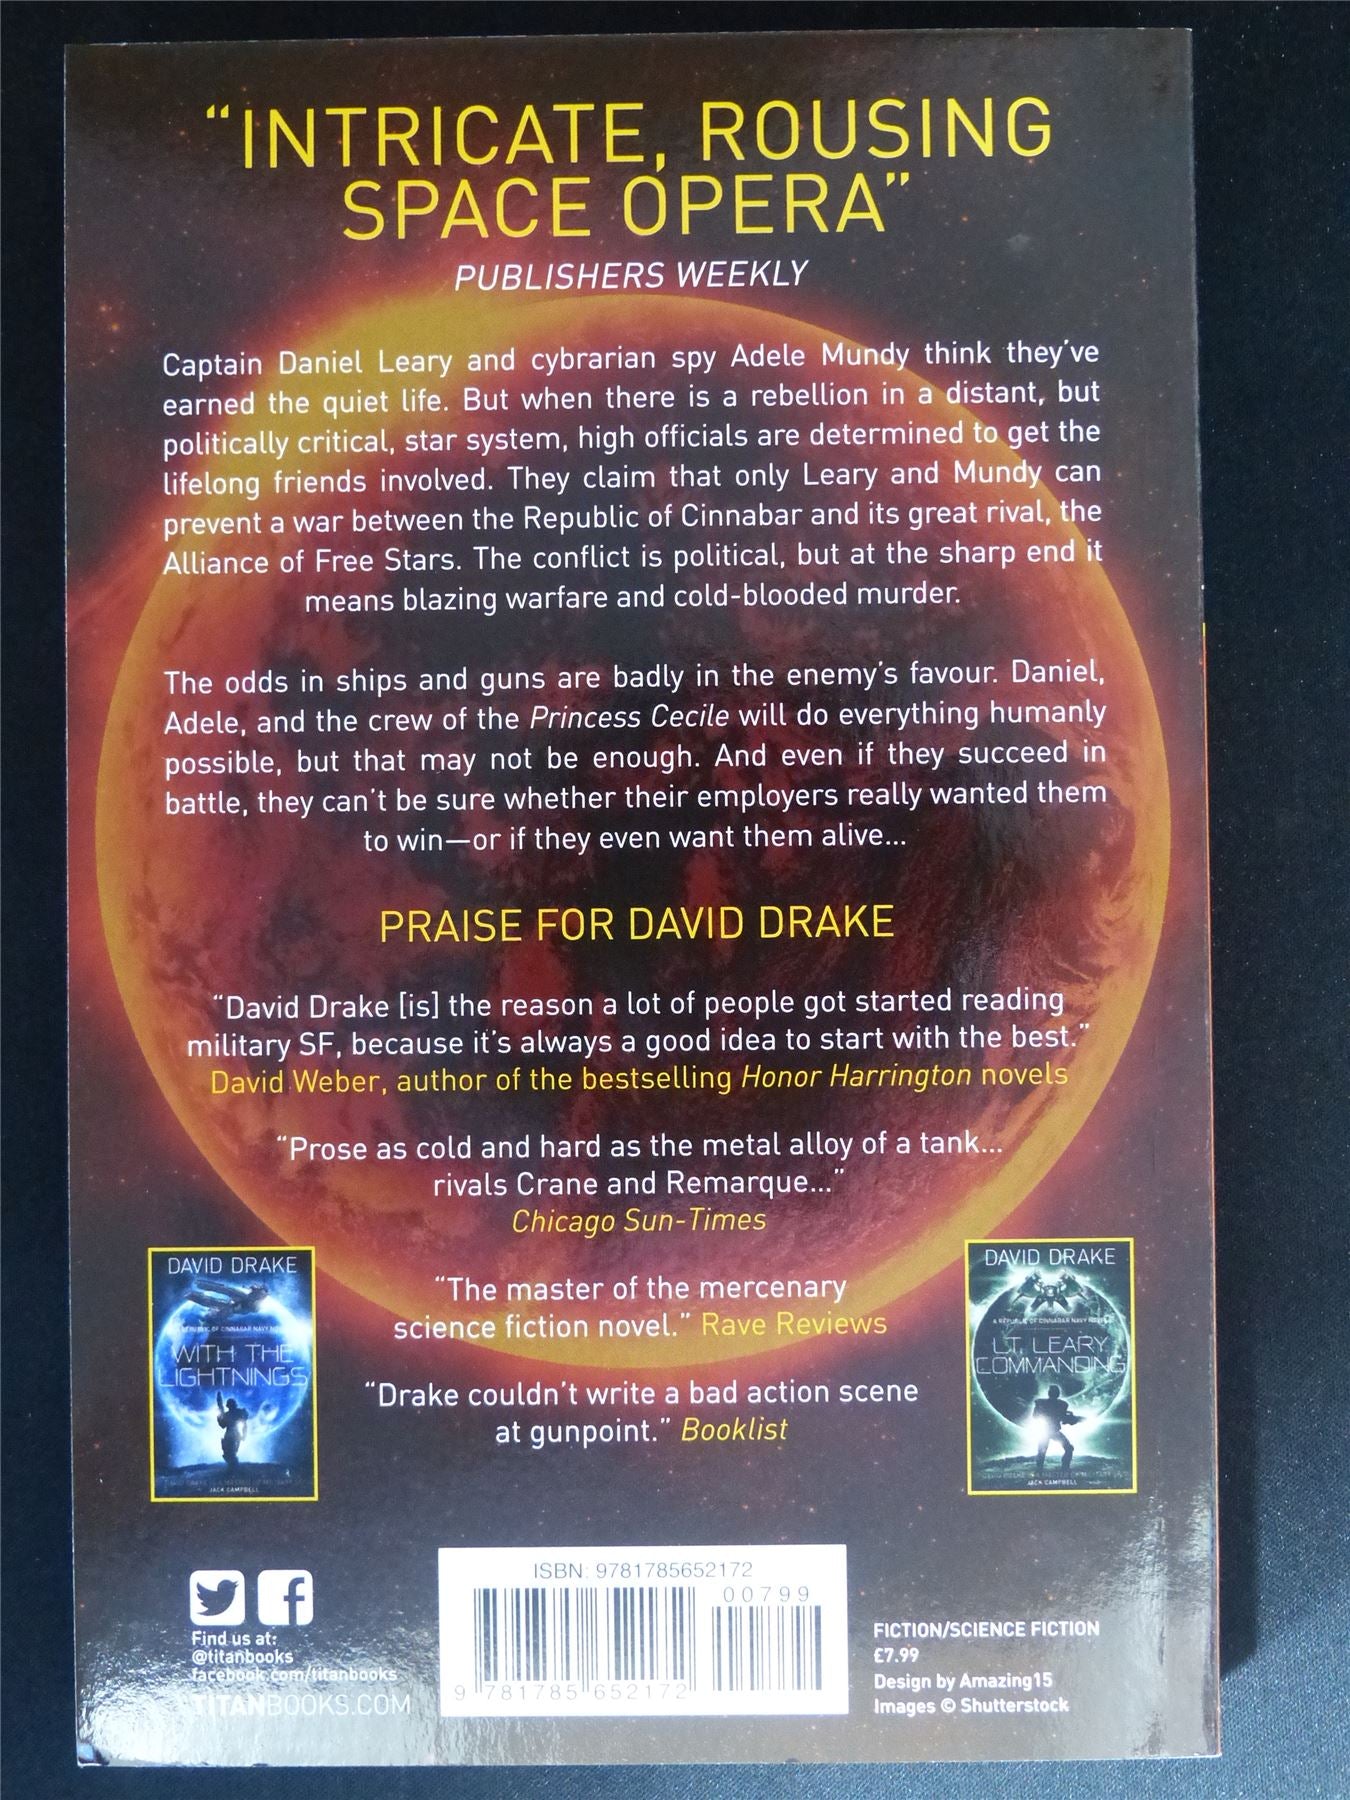 “INTRICATE, ROUSING
SPACE OPERA”
PUBLISHERS WEEKLY
Captain Daniel Leary and cybrarian spy Adele Mundy think they’ve
earned the quiet life. But when there is a rebellion in a distant, but
politically critical, star system, high officials are determined to get the
lifelong friends involved. They claim that only Leary and Mundy can
prevent a war between the Republic of Cinnabar and its great rival, the
Alliance of Free Stars. The conflict is political, but at the sharp end it
means blazing warfare and cold-blooded murder.
The odds in ships and guns are badly in the enemy’s favour. Daniel,
Adele, and the crew of the Princess Cecile will do everything humanly
possible, but that may not be enough. And even if they succeed in
battle, they can’t be sure whether their employers really wanted them
to win—or if they even want them alive...
PRAISE FOR DAVID DRAKE
“David Drake [is] the reason a lot of people got started reading
military SF, because it’s always a good idea to start with the best.”
David Weber, author of the bestselling Honor Harrington novels
“Prose as cold and hard as the metal alloy of a tank...
rivals Crane and Remarque...”
Chicago Sun-Times
“The master of the mercenary
science fiction novel.” Rave Reviews
“Drake couldn’t write a bad action scene
at gunpoint.” Booklist
DAVID DRAKE
REPUBLIC OF CINNABAR NAVY
WITH THE
LIGHTNINGS
JACK CAMPBELL
DAVID DRAKE
A REPUBLIC OF CINNABAR NAVY NOVEL
LT. LEARY,
COMMANDING
JACK CAMPBELL
Find us at:
@titanbooks
facebook.com/titanbooks
TITANBOOKS.COM
ISBN: 9781785652172
00799
9 781785 652172
FICTION/SCIENCE FICTION
£7.99
Design by Amazing15
Images © Shutterstock